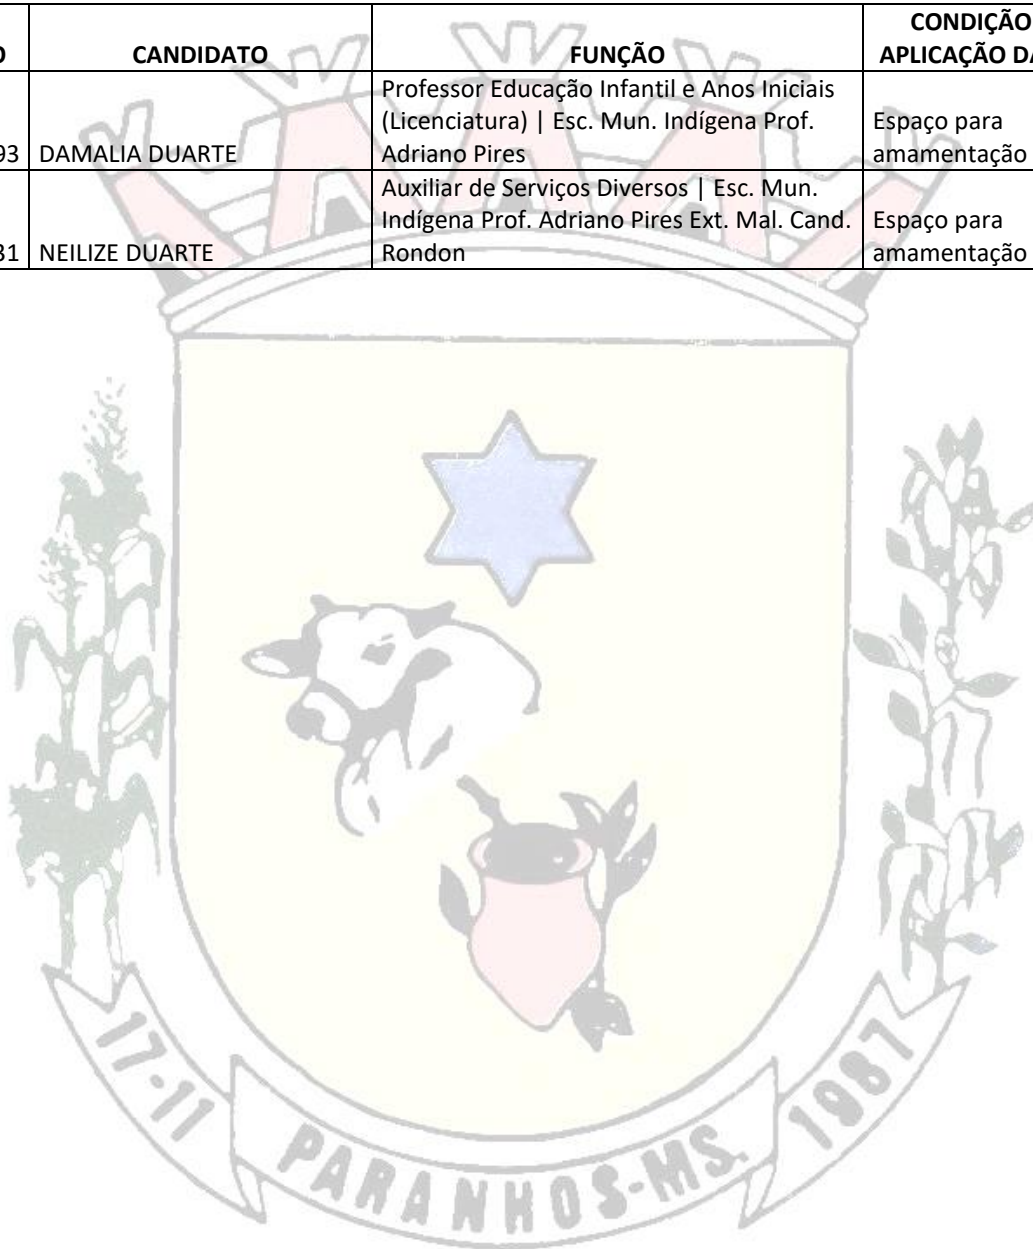 CONDIÇÃO
CANDIDATO FUNÇÃO APLICAÇÃO
93 DAMALIA DUARTE Professor Educação Infantil e Anos Iniciais
(Licenciatura) | Esc. Mun. Indígena Prof.
Adriano Pires Espaço para
amamentação
31 NEILIZE DUARTE Auxiliar de Serviços Diversos | Esc. Mun.
Indígena Prof. Adriano Pires Ext. Mal. Cand.
Rondon Espaço para
amamentação
17-11 PARANHOS-MS. 1987